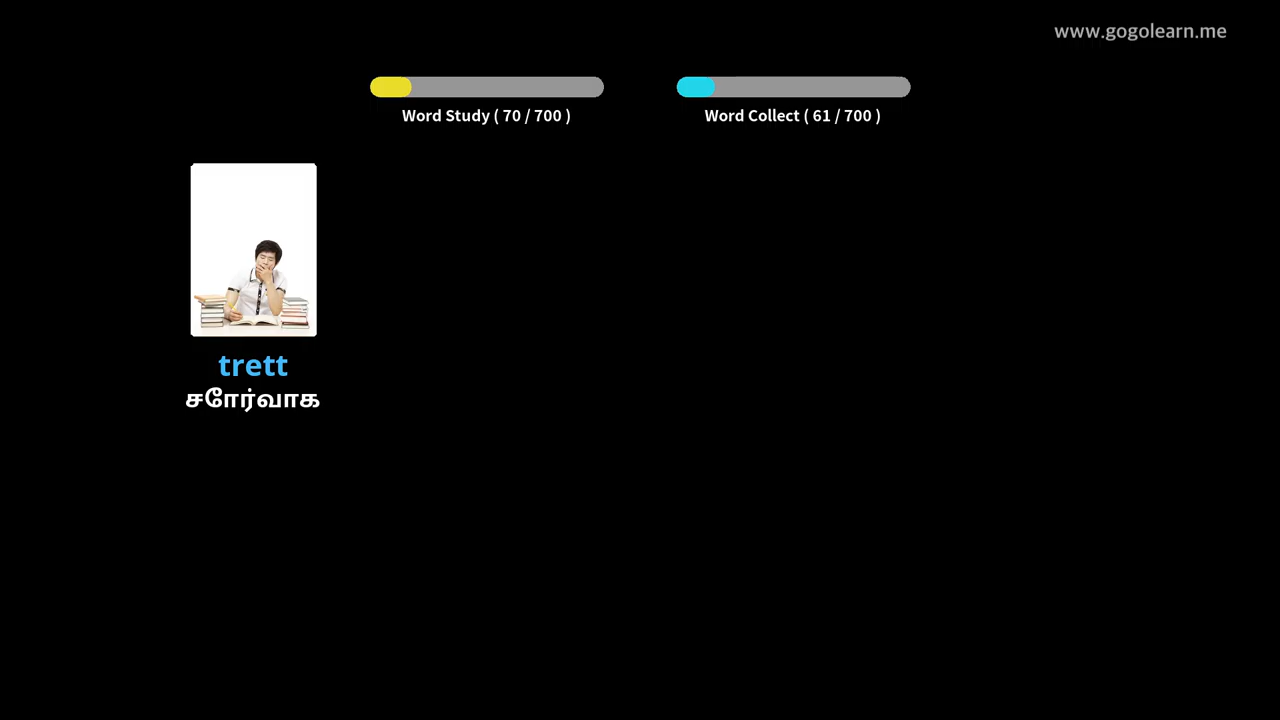 www.gogolearn.me
Word Study ( 70 / 700 )
Word Collect ( 61 / 700 )
trett
சோர்வாக